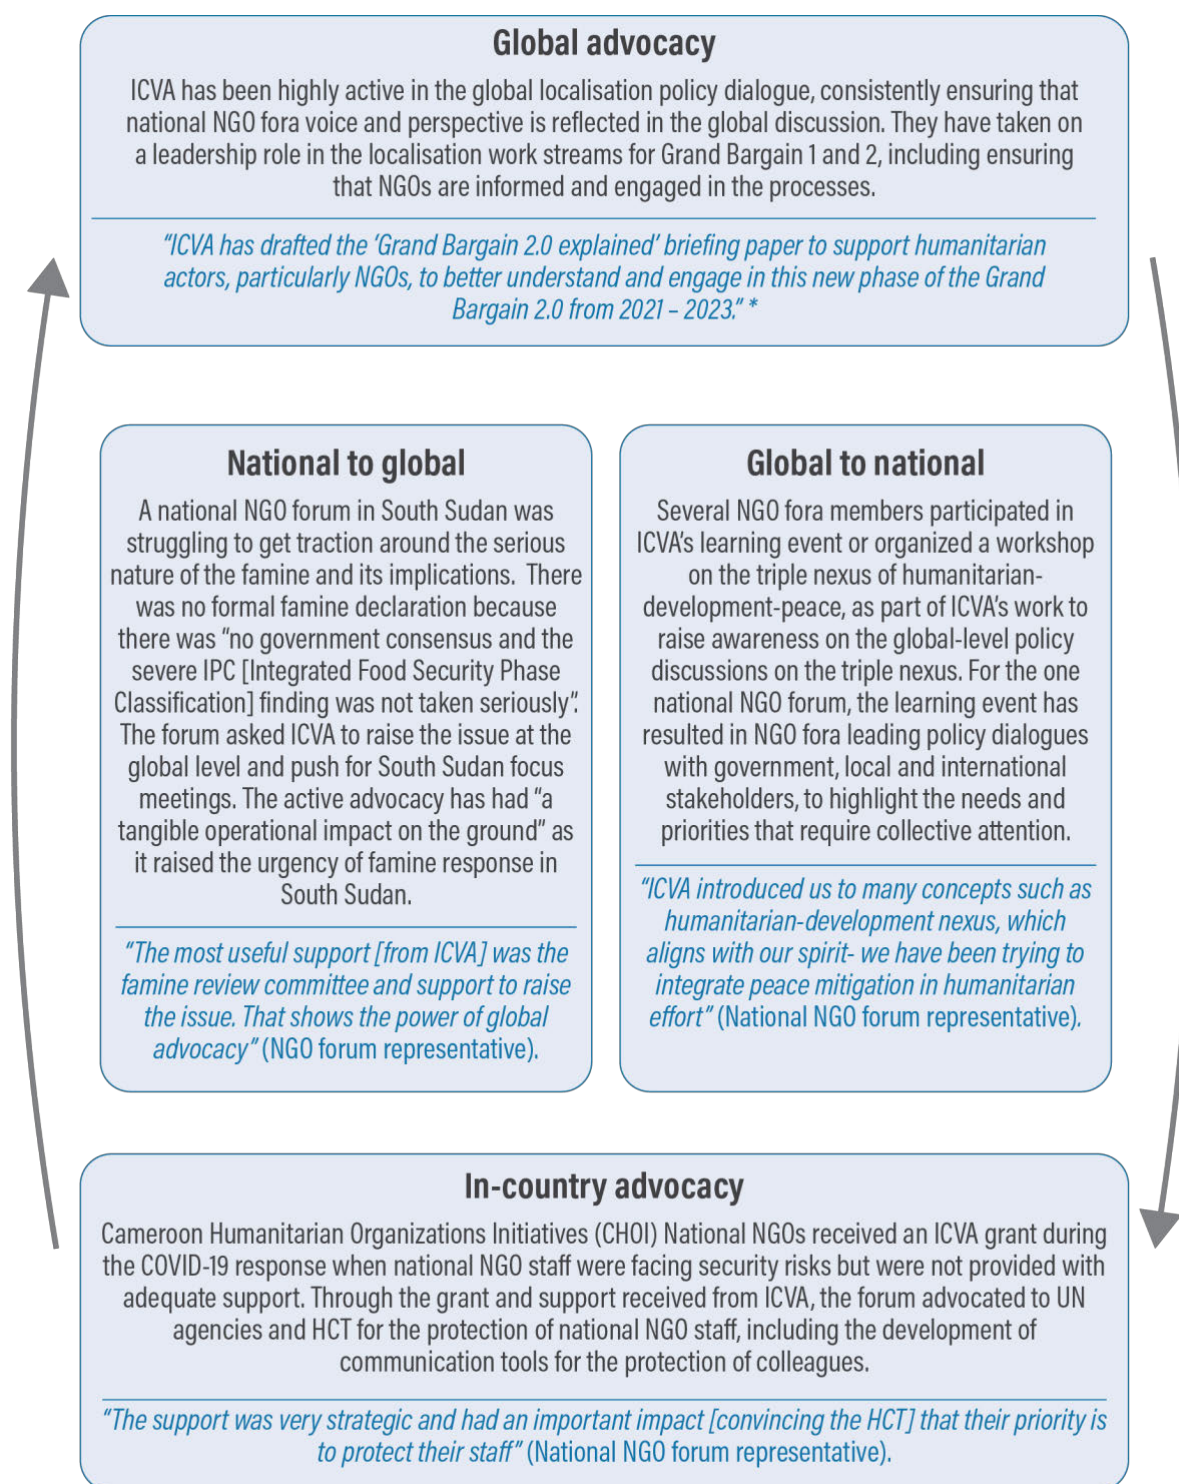 Global advocacy
ICVA has been highly active in the global localisation policy dialogue, consistently ensuring that
national NGO fora voice and perspective is reflected in the global discussion. They have taken on
a leadership role in the localisation work streams for Grand Bargain 1 and 2, including ensuring
that NGOs are informed and engaged in the processes.
“ICVA has drafted the ‘Grand Bargain 2.0 explained’ briefing paper to support humanitarian
actors, particularly NGOs, to better understand and engage in this new phase of the Grand
Bargain 2.0 from 2021 – 2023.” *
National to global
A national NGO forum in South Sudan was
struggling to get traction around the serious
nature of the famine and its implications.  There
was no formal famine declaration because
there was “no government consensus and the
severe IPC [Integrated Food Security Phase
Classification] finding was not taken seriously”.
The forum asked ICVA to raise the issue at the
global level and push for South Sudan focus
meetings. The active advocacy has had “a
tangible operational impact on the ground” as
it raised the urgency of famine response in
South Sudan.
“The most useful support [from ICVA] was the
famine review committee and support to raise
the issue. That shows the power of global
advocacy” (NGO forum representative).
Global to national
Several NGO fora members participated in
ICVA’s learning event or organized a workshop
on the triple nexus of humanitarian-
development-peace, as part of ICVA’s work to
raise awareness on the global-level policy
discussions on the triple nexus. For the one
national NGO forum, the learning event has
resulted in NGO fora leading policy dialogues
with government, local and international
stakeholders, to highlight the needs and
priorities that require collective attention.
“ICVA introduced us to many concepts such as
humanitarian-development nexus, which
aligns with our spirit- we have been trying to
integrate peace mitigation in humanitarian
effort” (National NGO forum representative).
In-country advocacy
Cameroon Humanitarian Organizations Initiatives (CHOI) National NGOs received an ICVA grant during
the COVID-19 response when national NGO staff were facing security risks but were not provided with
adequate support. Through the grant and support received from ICVA, the forum advocated to UN
agencies and HCT for the protection of national NGO staff, including the development of
communication tools for the protection of colleagues.
“The support was very strategic and had an important impact [convincing the HCT] that their priority is
to protect their staff” (National NGO forum representative).